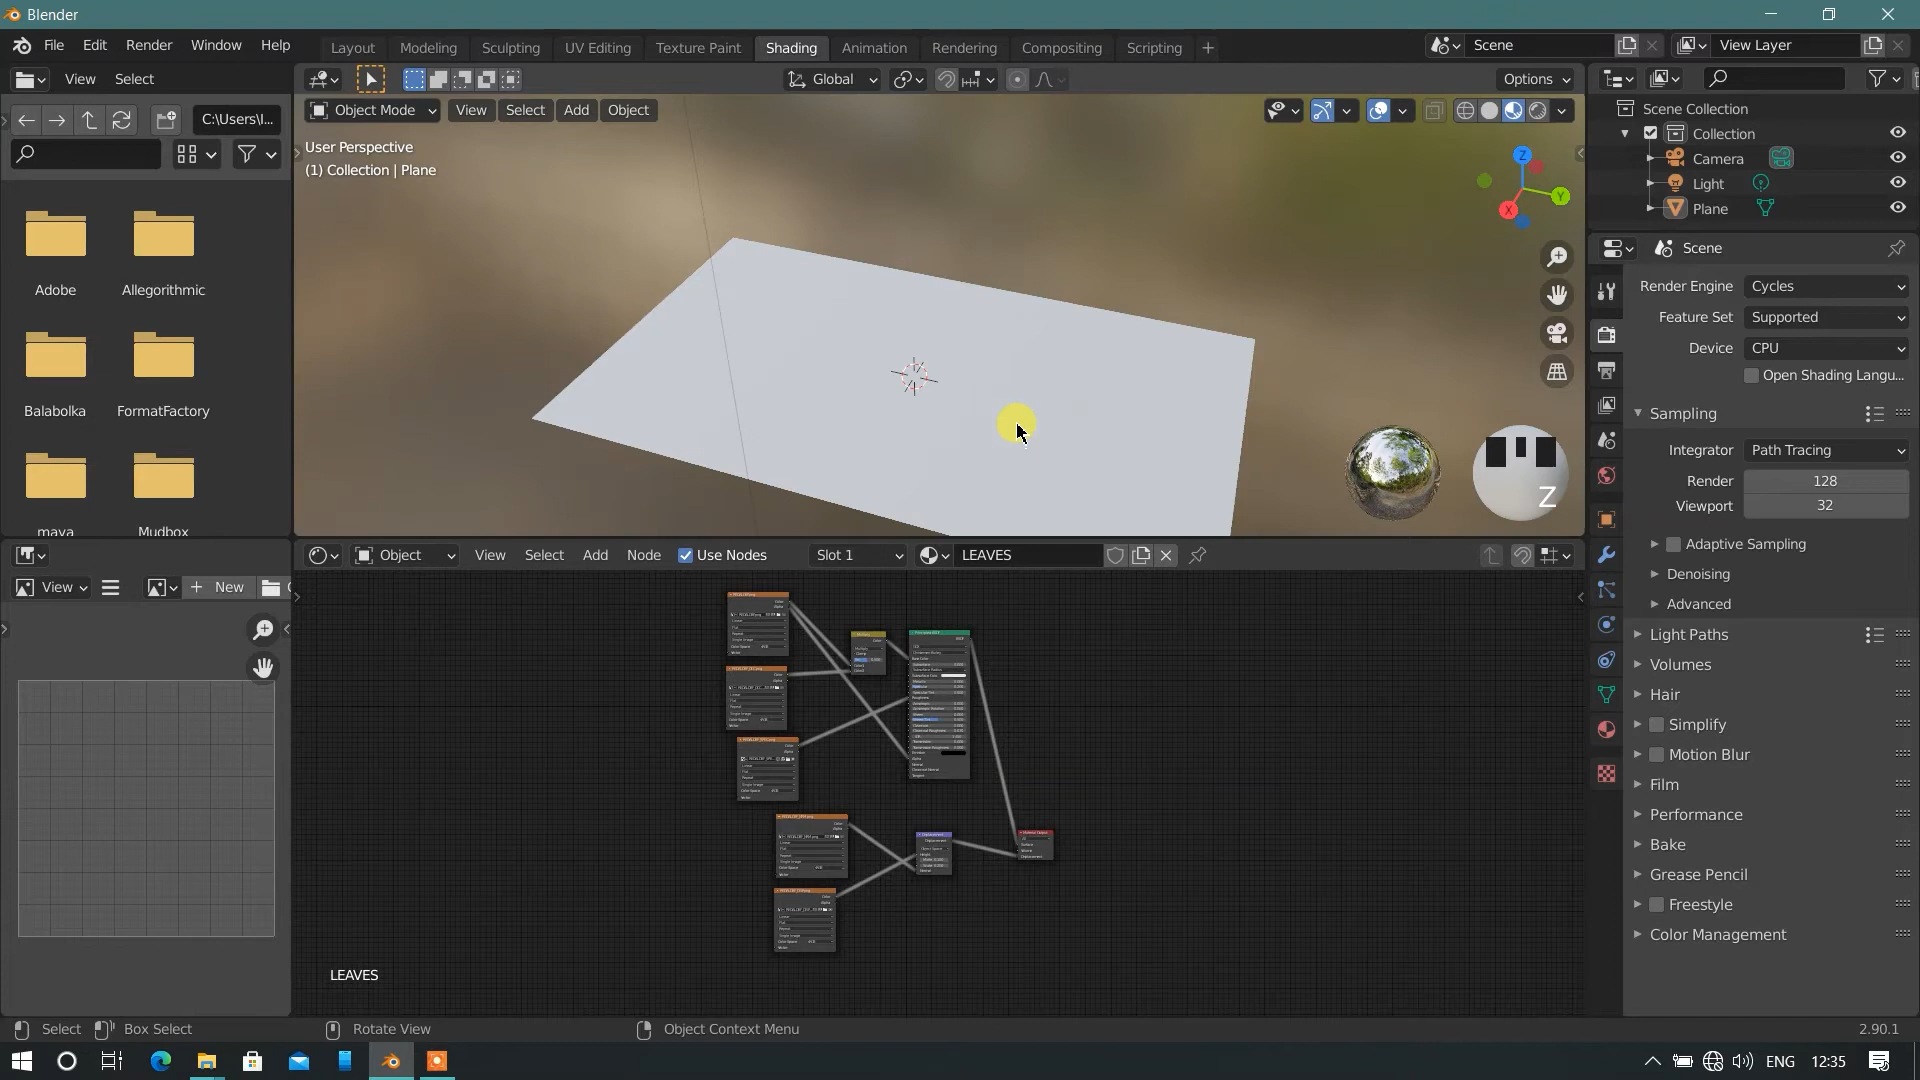 Blender
File Edit Render Window Help
Layout Modeling Sculpting UV Editing Texture Paint Shading Animation Rendering Compositing Scripting
Scene
View Layer
View Select
Global
Options
C:\Users\I...
Object Mode View Select Add Object
User Perspective
(1) Collection | Plane
Z
Y
X
Adobe
Allegorithmic
Balabolka
FormatFactory
maya
Mudbox
Z
Scene Collection
Collection
Camera
Light
Plane
Scene
Render Engine Cycles
Feature Set Supported
Device CPU
Open Shading Langu...
Sampling
Integrator Path Tracing
Render 128
Viewport 32
Adaptive Sampling
Denoising
Advanced
Light Paths
Volumes
Hair
Simplify
Motion Blur
Film
Performance
Bake
Grease Pencil
Freestyle
Color Management
Object View Select Add Node Use Nodes Slot 1 LEAVES
View
New
LEAVES
Select Box Select Rotate View Object Context Menu 2.90.1
ENG 12:35